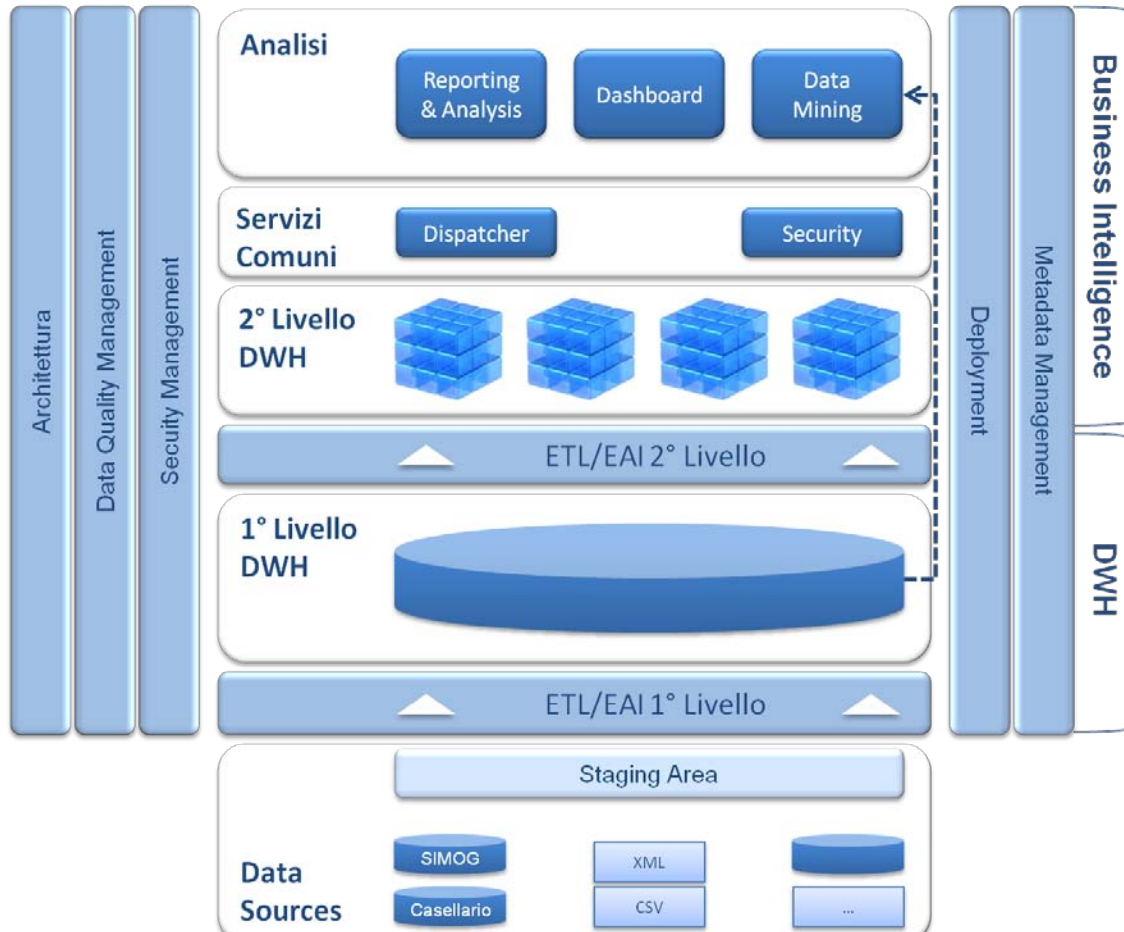 Architettura
Data Quality Management
Secuity Management
Analisi
Reporting
& Analysis
Dashboard
Data
Mining
Servizi
Comuni
Dispatcher
Security
2° Livello
DWH
ETL/EAI 2° Livello
1° Livello
DWH
ETL/EAI 1° Livello
Staging Area
Data
Sources
SIMOG
Casellario
XML
CSV
...
Deployment
Metadata Management
Business Intelligence
DWH